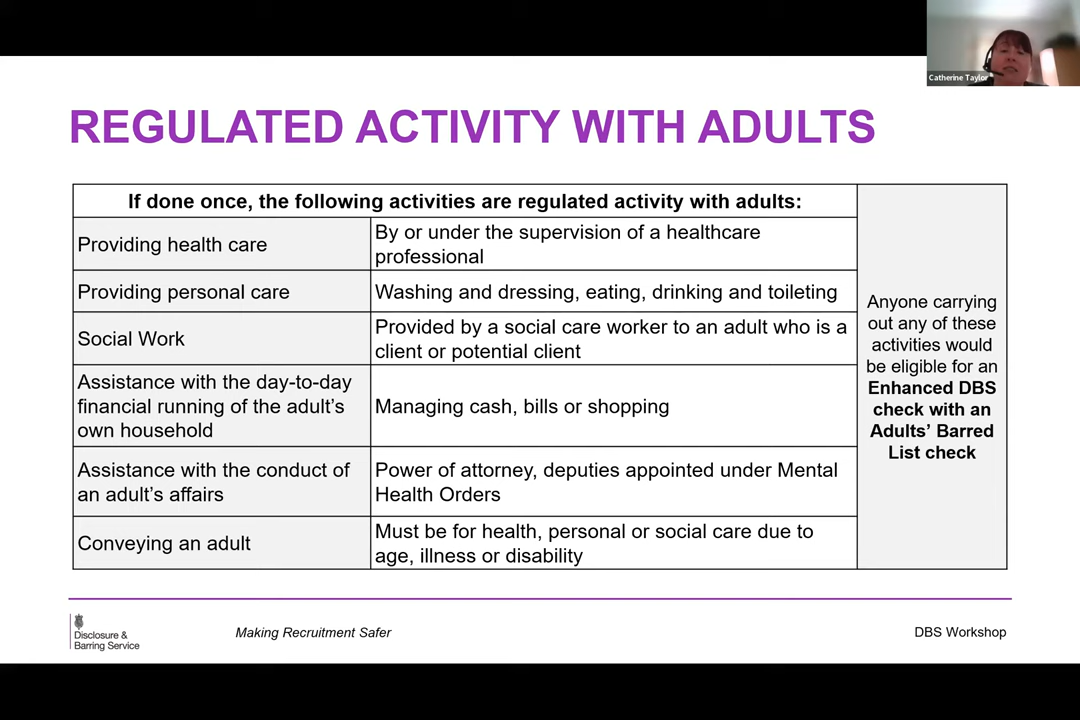 Catherine Taylor
REGULATED ACTIVITY WITH ADULTS
If done once, the following activities are regulated activity with adults:
Providing health care
By or under the supervision of a healthcare
professional
Providing personal care
Washing and dressing, eating, drinking and toileting
Social Work
Provided by a social care worker to an adult who is a
client or potential client
Assistance with the day-to-day
financial running of the adult’s
own household
Managing cash, bills or shopping
Assistance with the conduct of
an adult’s affairs
Power of attorney, deputies appointed under Mental
Health Orders
Conveying an adult
Must be for health, personal or social care due to
age, illness or disability
Anyone carrying
out any of these
activities would
be eligible for an
Enhanced DBS
check with an
Adults’ Barred
List check
Disclosure &
Barring Service
Making Recruitment Safer
DBS Workshop